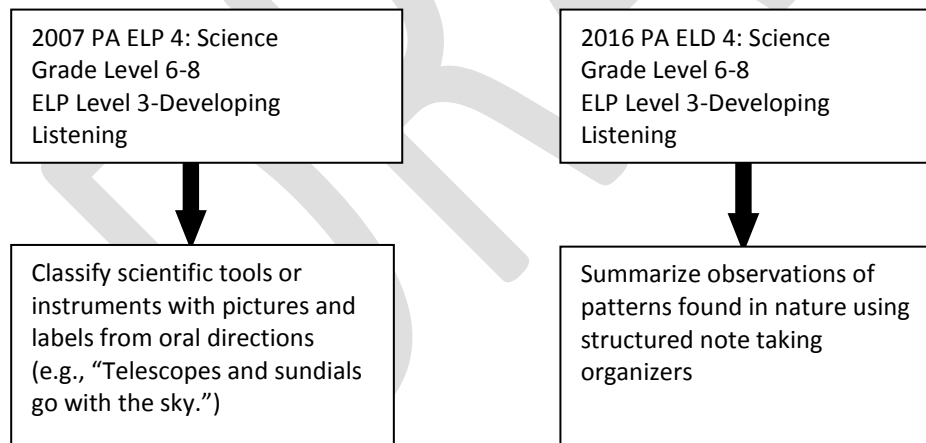 2007 PA ELP 4: Science
Grade Level 6-8
ELP Level 3-Developing
Listening
2016 PA ELD 4: Science
Grade Level 6-8
ELP Level 3-Developing
Listening
Classify scientific tools or
instruments with pictures and
labels from oral directions
(e.g., “Telescopes and sundials
go with the sky.”)
Summarize observations of
patterns found in nature using
structured note taking
organizers